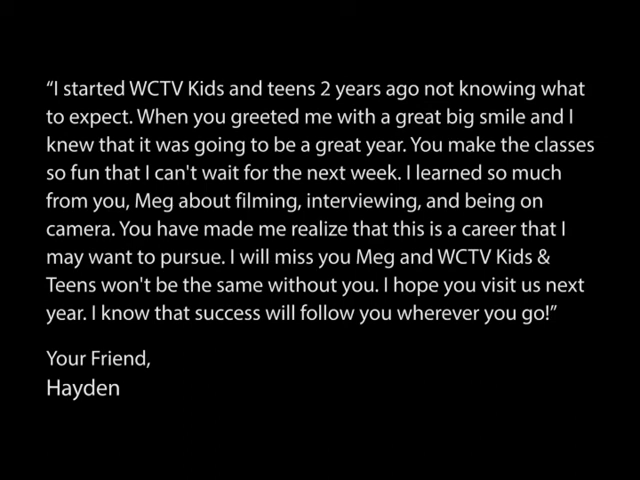 “I started WCTV Kids and teens 2 years ago not knowing what
to expect. When you greeted me with a great big smile and I
knew that it was going to be a great year. You make the classes
so fun that I can't wait for the next week. I learned so much
from you, Meg about filming, interviewing, and being on
camera. You have made me realize that this is a career that I
may want to pursue. I will miss you Meg and WCTV Kids &
Teens won't be the same without you. I hope you visit us next
year. I know that success will follow you wherever you go!”
Your Friend,
Hayden